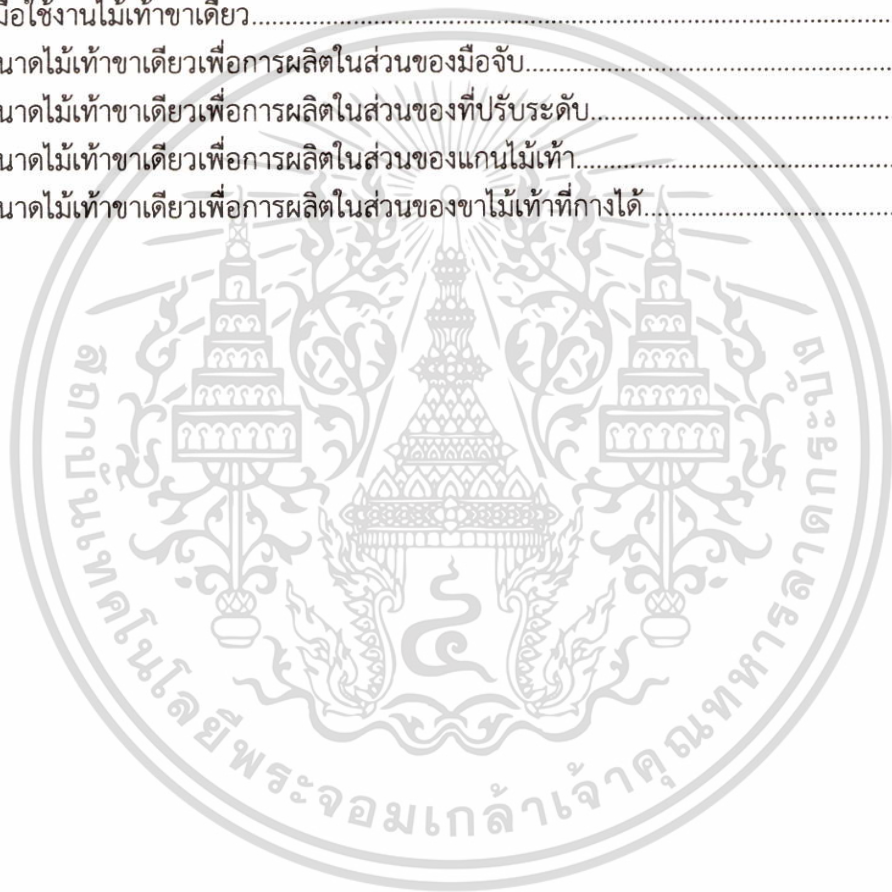 มือใช้งานไม้เท้าขาเดียว
นาดไม้เท้าขาเดียวเพื่อการผลิตในส่วนของมือจับ
นาดไม้เท้าขาเดียวเพื่อการผลิตในส่วนของที่ปรับระดับ
นาดไม้เท้าขาเดียวเพื่อการผลิตในส่วนของแกนไม้เท้า
นาดไม้เท้าขาเดียวเพื่อการผลิตในส่วนของขาไม้เท้าที่กางได้
๔
สถาบันเทคโนโลยีพระจอมเกล้าเจ้าคุณทหารลาดกระบัง